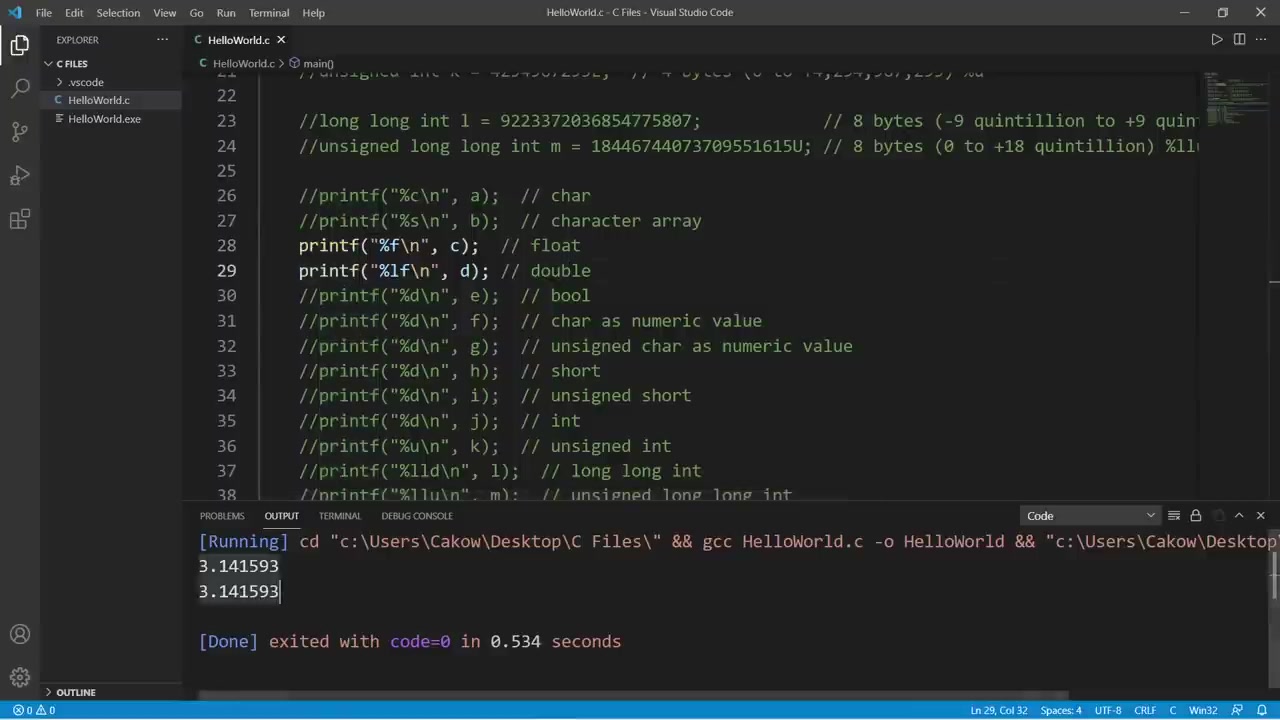 File Edit Selection View Go Run Terminal Help HelloWorld.c - C Files - Visual Studio Code
EXPLORER ... C HelloWorld.c
C FILES HelloWorld.c > main()
> .vscode
C HelloWorld.c
HelloWorld.exe
22
23 //long long int l = 9223372036854775807; // 8 bytes (-9 quintillion to +9 quin
24 //unsigned long long int m = 18446744073709551615U; // 8 bytes (0 to +18 quintillion) %llu
25
26 //printf("%c\n", a); // char
27 //printf("%s\n", b); // character array
28 printf("%f\n", c); // float
29 printf("%lf\n", d); // double
30 //printf("%d\n", e); // bool
31 //printf("%d\n", f); // char as numeric value
32 //printf("%d\n", g); // unsigned char as numeric value
33 //printf("%d\n", h); // short
34 //printf("%d\n", i); // unsigned short
35 //printf("%d\n", j); // int
36 //printf("%u\n", k); // unsigned int
37 //printf("%lld\n", l); // long long int
38 //printf("%llu\n", m); // unsigned long long int
PROBLEMS OUTPUT TERMINAL DEBUG CONSOLE Code
[Running] cd "c:\Users\Cakow\Desktop\C Files\" && gcc HelloWorld.c -o HelloWorld && "c:\Users\Cakow\Desktop
3.141593
3.141593
[Done] exited with code=0 in 0.534 seconds
> OUTLINE
0 0 Ln 29, Col 32 Spaces: 4 UTF-8 CRLF C Win32